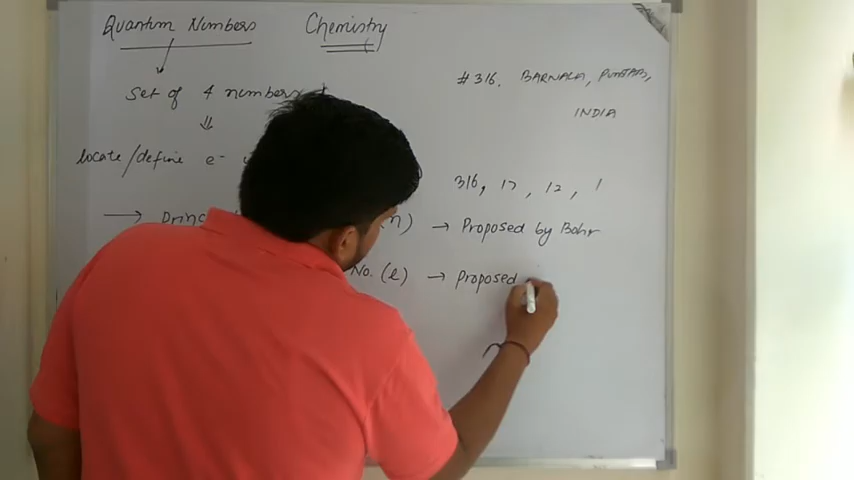 Quantum Numbers Chemistry
Set of 4 numbers
#316, BARNALA, PUNJAB,
INDIA
locate/define e-
316, 17, 12, 1
→ Princ (n) → Proposed by Bohr
No. (l) → Proposed